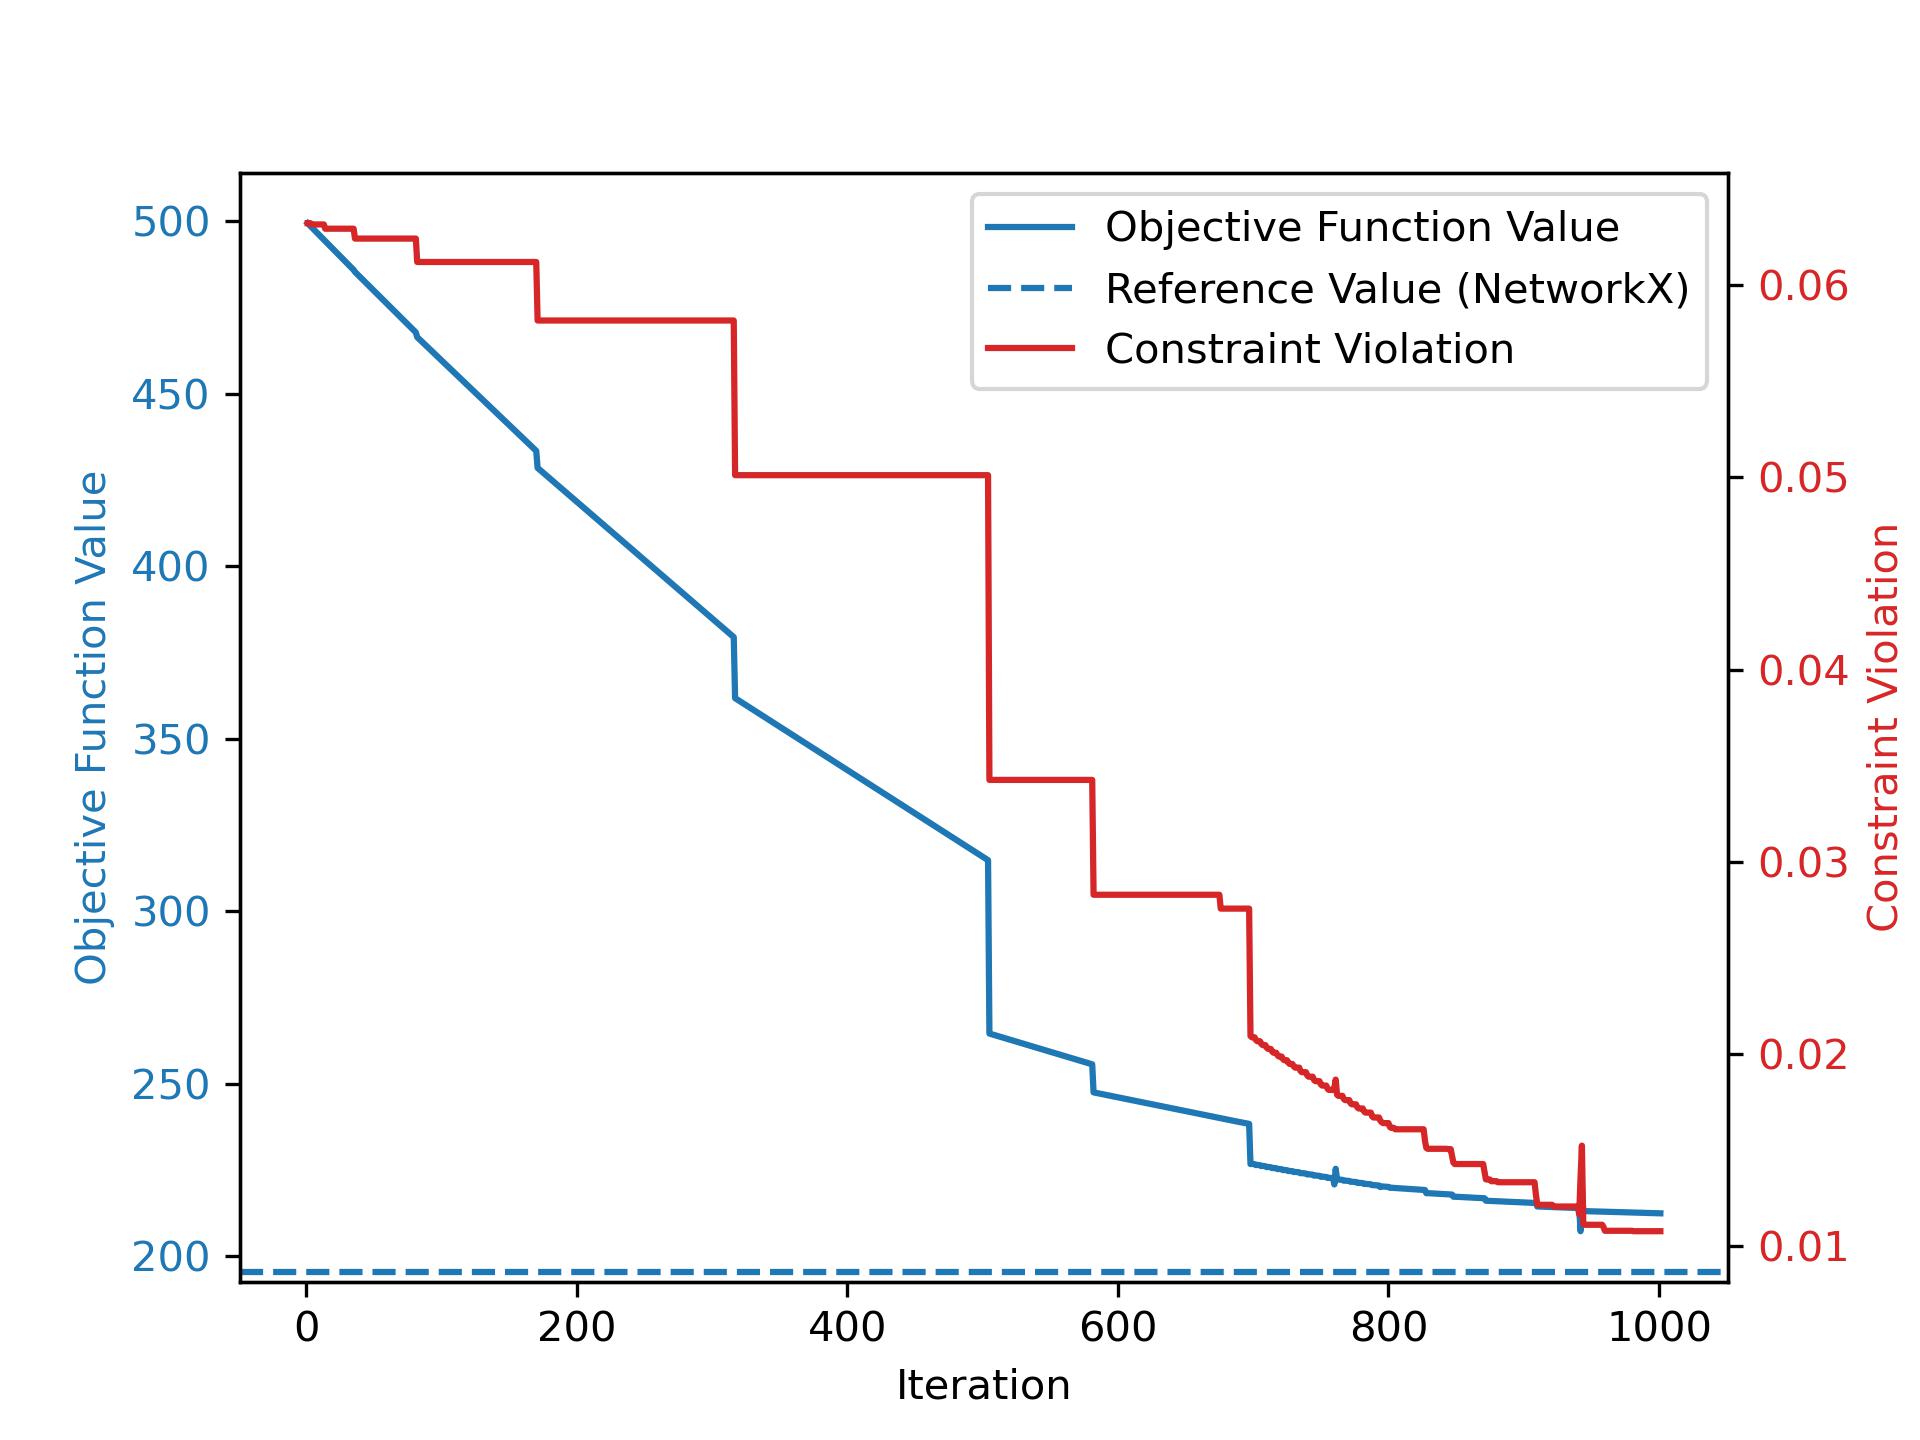 Objective Function Value
Reference Value (NetworkX)
Constraint Violation
500
450
400
350
300
250
200
Objective Function Value
0.06
0.05
0.04
0.03
0.02
0.01
Constraint Violation
0 200 400 600 800 1000
Iteration